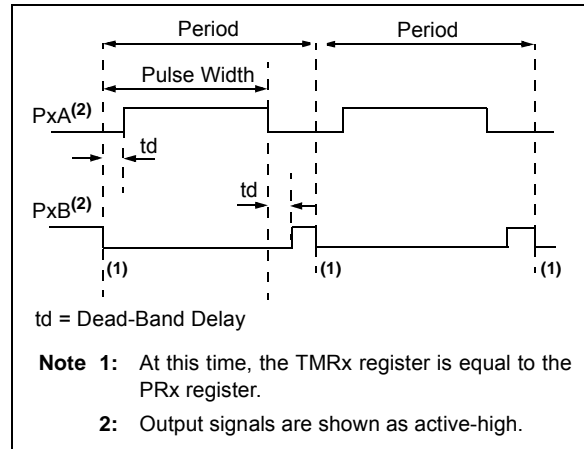 Period Period
Pulse Width
PxA(2)
td
td
PxB(2)
(1) (1) (1)
td = Dead-Band Delay
Note 1: At this time, the TMRx register is equal to the
PRx register.
2: Output signals are shown as active-high.